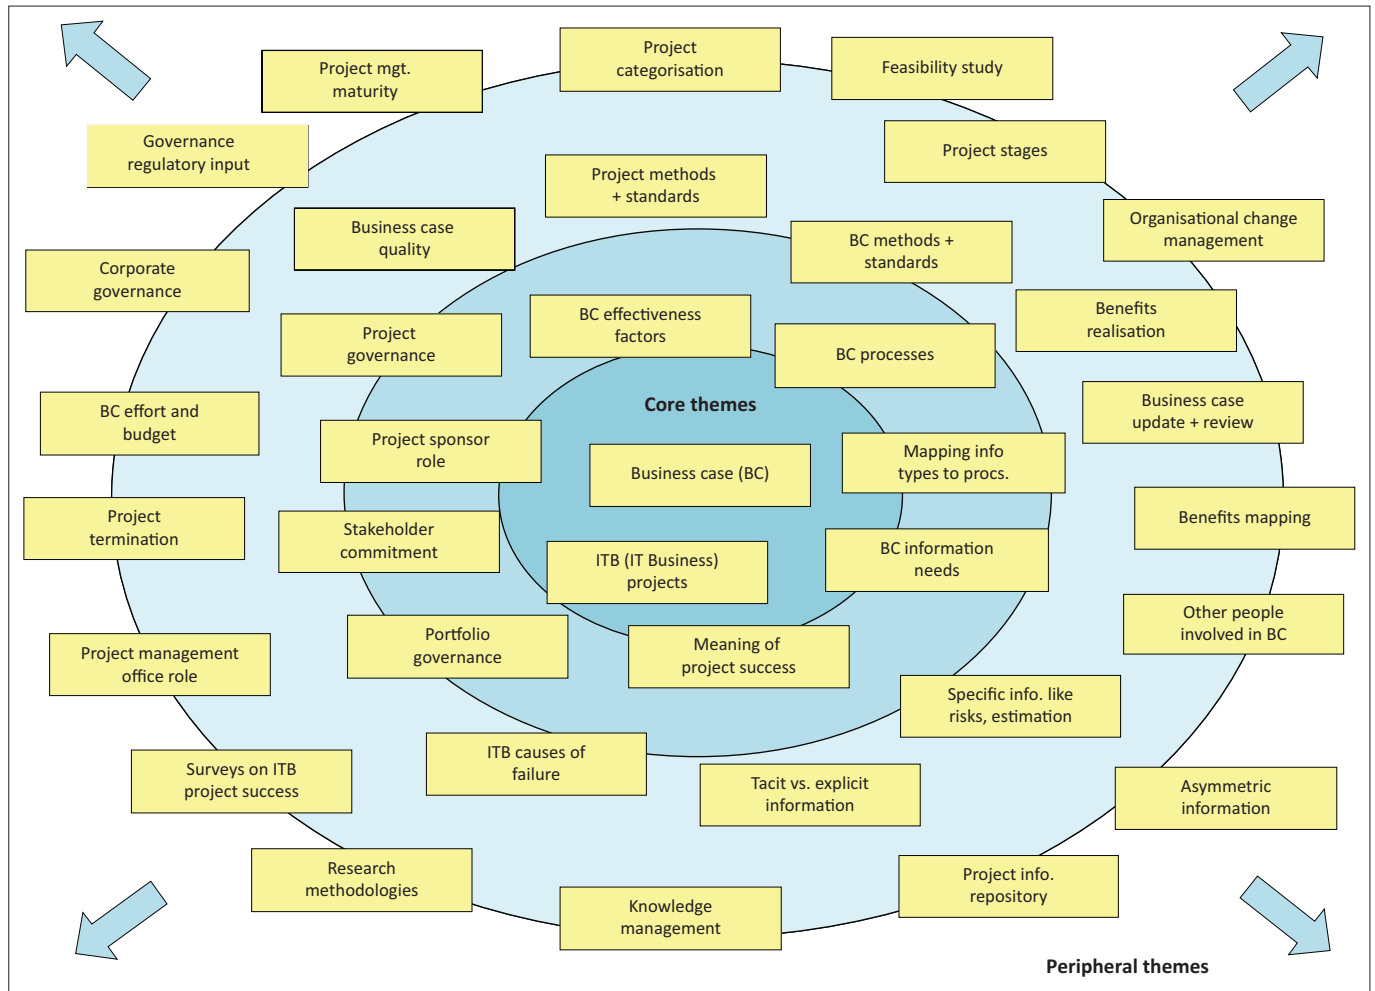 Project
categorisation
Project mgt.
maturity
Feasibility study
Governance
regulatory input
Project stages
Project methods
+ standards
Business case
quality
Organisational change
management
BC methods +
standards
Corporate
governance
Benefits
realisation
BC effectiveness
factors
Project
governance
BC processes
Core themes
BC effort and
budget
Business case
update + review
Project sponsor
role
Mapping info
types to procs.
Business case (BC)
Project
termination
Benefits mapping
Stakeholder
commitment
BC information
needs
ITB (IT Business)
projects
Other people
involved in BC
Portfolio
governance
Meaning of
project success
Project management
office role
Specific info. like
risks, estimation
ITB causes of
failure
Surveys on ITB
project success
Tacit vs. explicit
information
Asymmetric
information
Research
methodologies
Project info.
repository
Knowledge
management
Peripheral themes